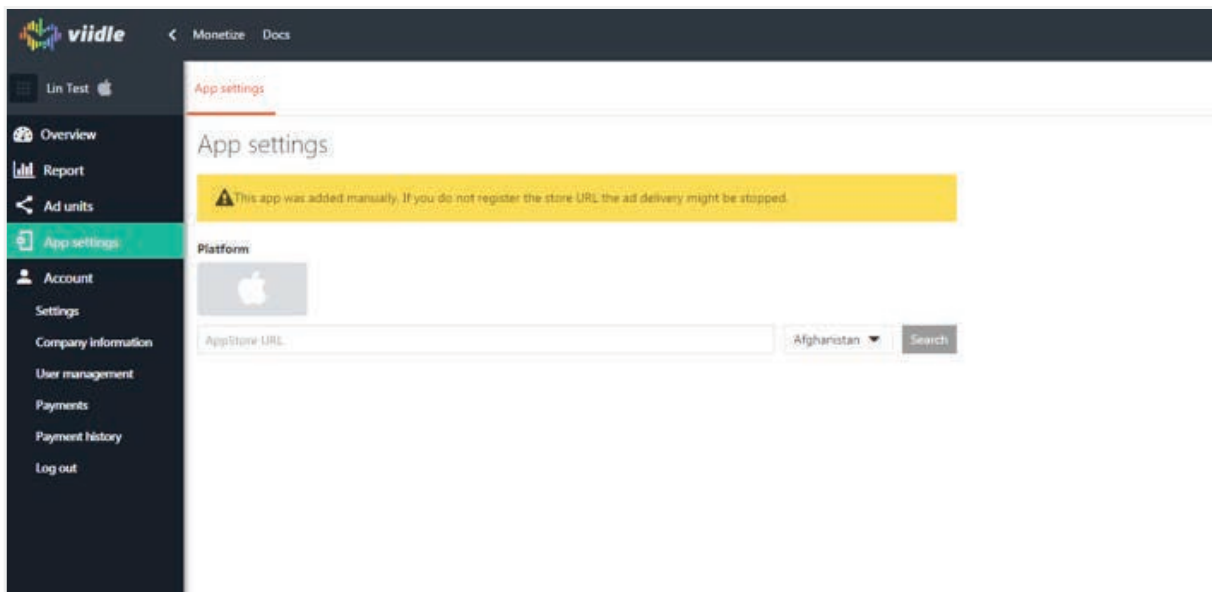 viidle
Monetize Docs
Lin Test
App settings
Overview
Report
Ad units
App settings
Account
Settings
Company information
User management
Payments
Payment history
Log out
App settings
This app was added manually. If you do not register the store URL the ad delivery might be stopped.
Platform
AppStore URL
Afghanistan
Search